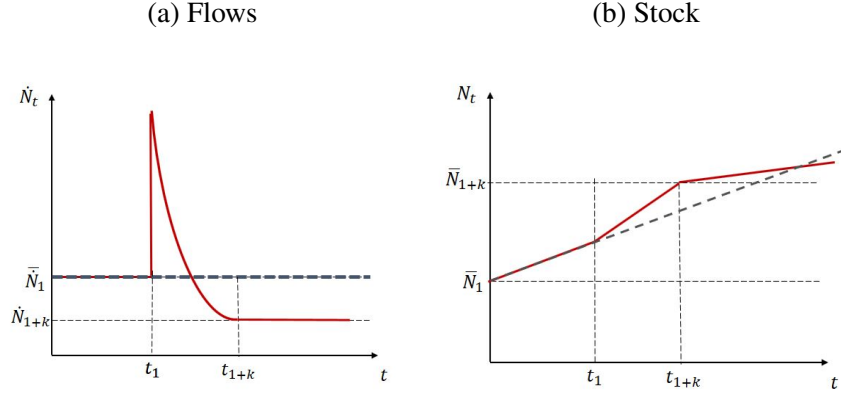 (a) Flows
(b) Stock
Ṅₜ
Nₜ
N̄₁₊ₖ
N̄̇₁
Ṅ₁₊ₖ
N̄₁
t₁
t₁₊ₖ
t
t₁
t₁₊ₖ
t